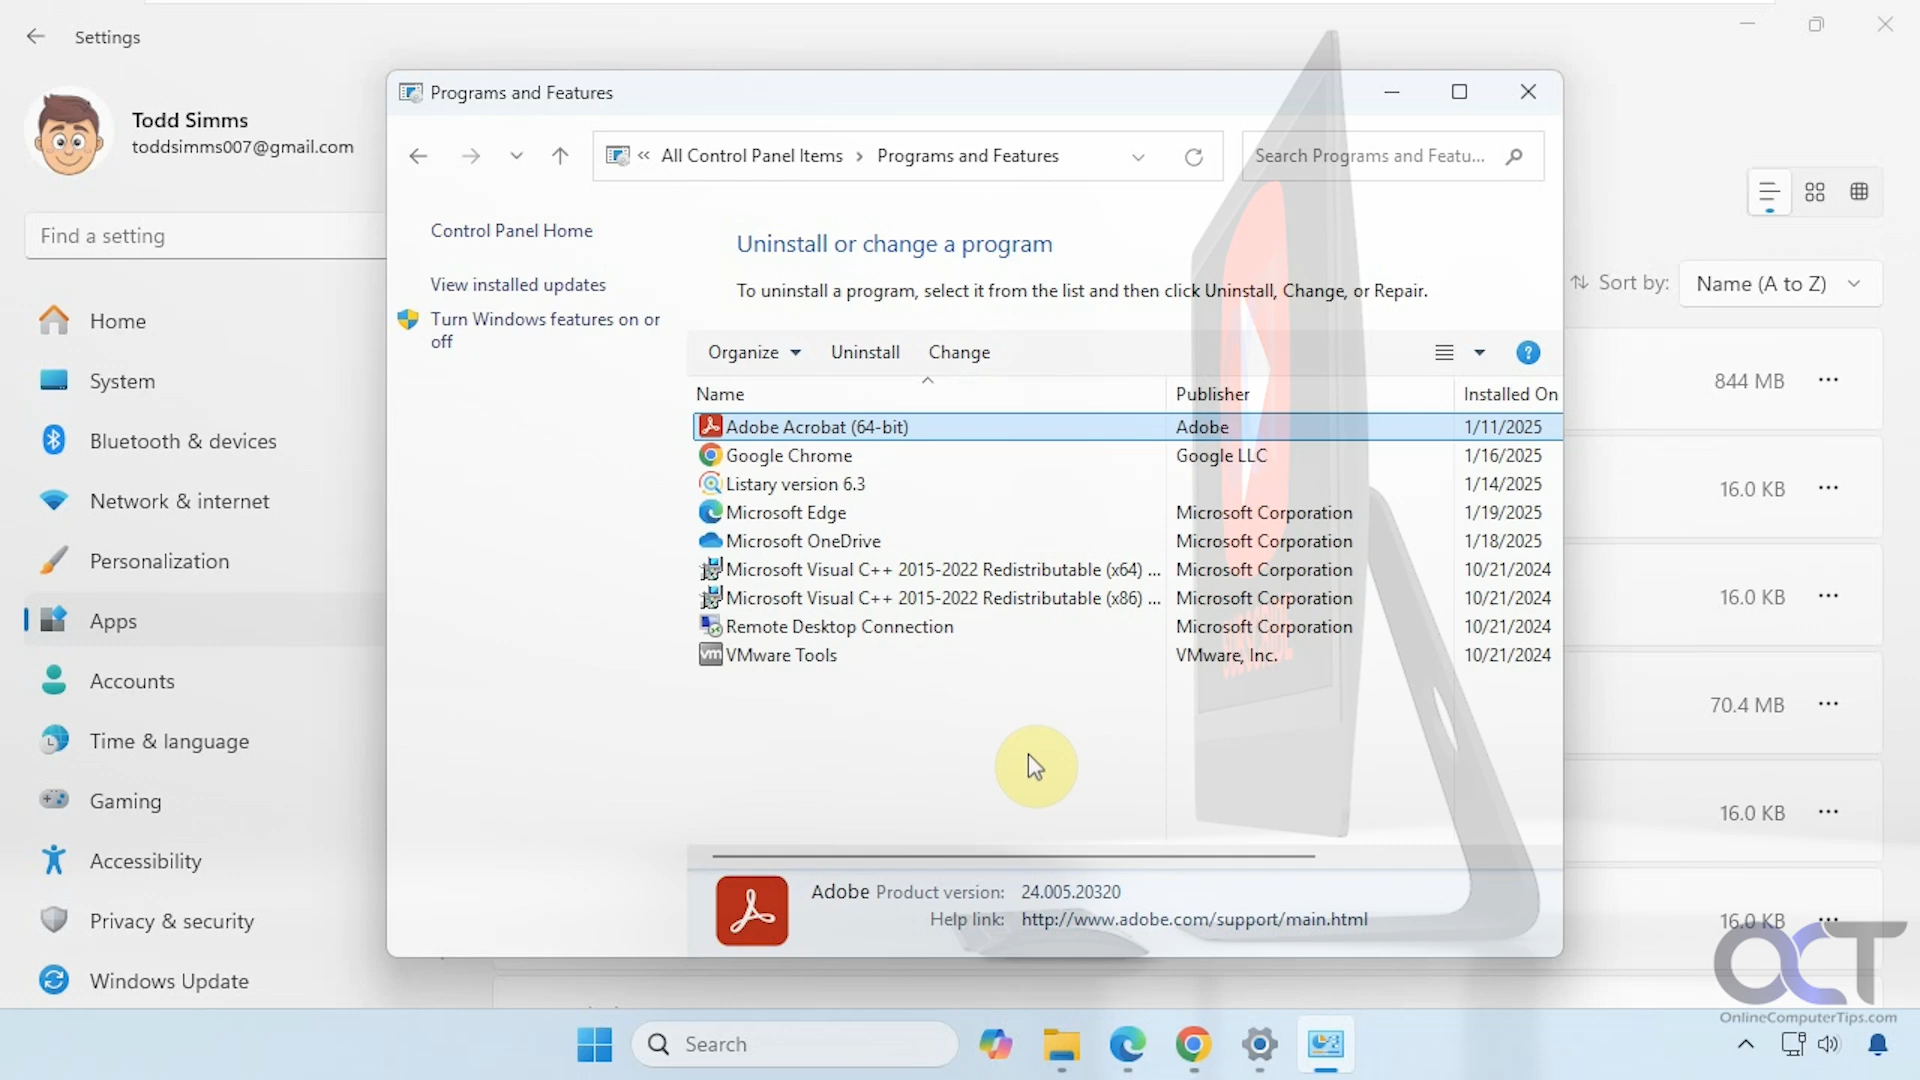 Settings
Todd Simms
toddsimms007@gmail.com
Find a setting
Home
System
Bluetooth & devices
Network & internet
Personalization
Apps
Accounts
Time & language
Gaming
Accessibility
Privacy & security
Windows Update
Programs and Features
« All Control Panel Items > Programs and Features
Search Programs and Featu...
Control Panel Home
View installed updates
Turn Windows features on or
off
Uninstall or change a program
To uninstall a program, select it from the list and then click Uninstall, Change, or Repair.
Organize Uninstall Change
Name Publisher Installed On
Adobe Acrobat (64-bit) Adobe 1/11/2025
Google Chrome Google LLC 1/16/2025
Listary version 6.3 1/14/2025
Microsoft Edge Microsoft Corporation 1/19/2025
Microsoft OneDrive Microsoft Corporation 1/18/2025
Microsoft Visual C++ 2015-2022 Redistributable (x64) ... Microsoft Corporation 10/21/2024
Microsoft Visual C++ 2015-2022 Redistributable (x86) ... Microsoft Corporation 10/21/2024
Remote Desktop Connection Microsoft Corporation 10/21/2024
vm VMware Tools VMware, Inc. 10/21/2024
Adobe Product version: 24.005.20320
Help link: http://www.adobe.com/support/main.html
Sort by: Name (A to Z)
844 MB
16.0 KB
16.0 KB
70.4 MB
16.0 KB
16.0 KB
OCT
OnlineComputerTips.com
Search